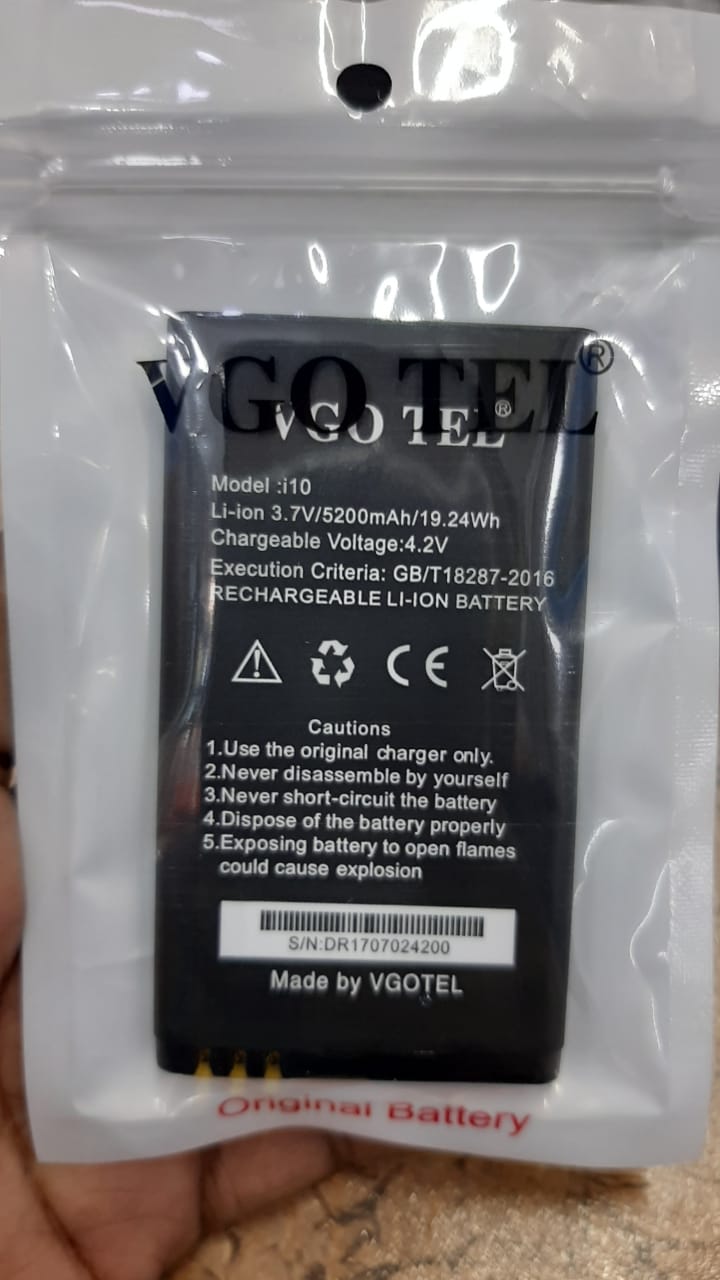 VGO TEL®
VGO TEL®
Model :i10
Li-ion 3.7V/5200mAh/19.24Wh
Chargeable Voltage:4.2V
Execution Criteria: GB/T18287-2016
RECHARGEABLE LI-ION BATTERY
CE
Cautions
1.Use the original charger only.
2.Never disassemble by yourself
3.Never short-circuit the battery
4.Dispose of the battery properly
5.Exposing battery to open flames
could cause explosion
S/N:DR1707024200
Made by VGOTEL
Original Battery